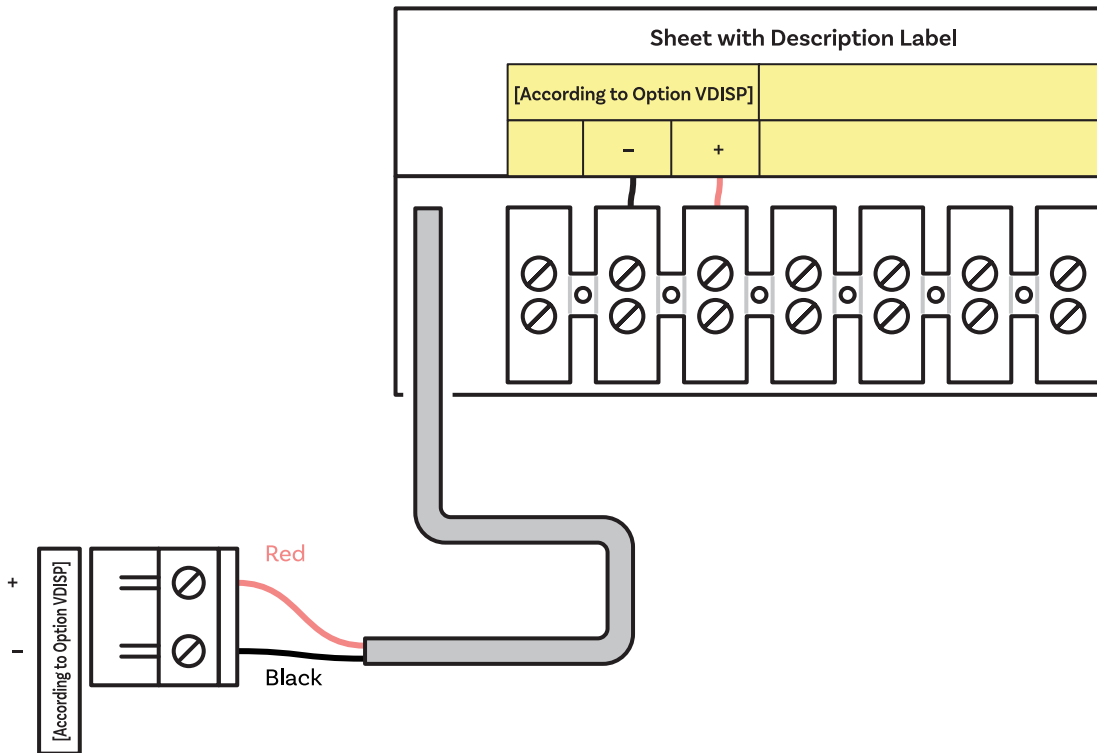 Sheet with Description Label
[According to Option VDISP]
– +
Red
+
[According to Option VDISP]
–
Black